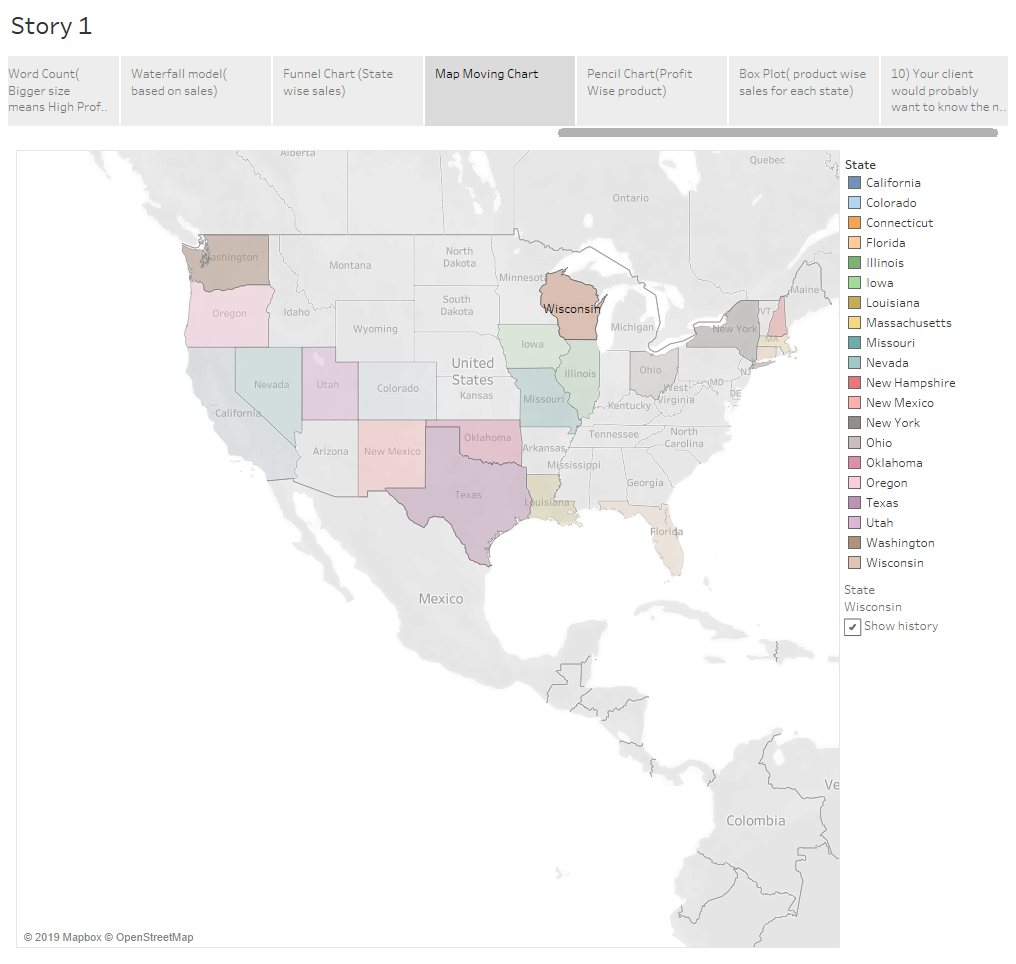 Story 1
Word Count(
Bigger size
means High Prof..
Waterfall model(
based on sales)
Funnel Chart (State
wise sales)
Map Moving Chart
Pencil Chart(Profit
Wise product)
Box Plot( product wise
sales for each state)
10) Your client
would probably
want to know the n..
Alberta
Quebec
Ontario
Washington
Montana
North
Dakota
Minnesot
Maine
Oregon
Idaho
South
Dakota
Wisconsin
Michigan
VT
New York
MA
Wyoming
Iowa
United
States
Nevada
Utah
Colorado
Kansas
Illinois
Ohio
NJ
MD
DE
California
Missouri
West
Virginia
Kentucky
Arizona
New Mexico
Oklahoma
Arkansas
Tennessee
North
Carolina
Mississippi
Georgia
Texas
Louisiana
Florida
Mexico
Ve
Colombia
© 2019 Mapbox © OpenStreetMap
State
California
Colorado
Connecticut
Florida
Illinois
Iowa
Louisiana
Massachusetts
Missouri
Nevada
New Hampshire
New Mexico
New York
Ohio
Oklahoma
Oregon
Texas
Utah
Washington
Wisconsin
State
Wisconsin
Show history